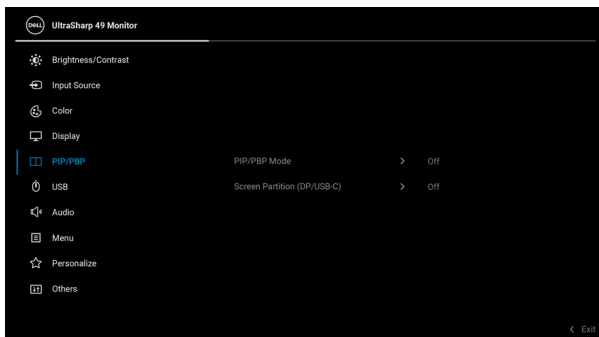 DELL UltraSharp 49 Monitor
Brightness/Contrast
Input Source
Color
Display
PIP/PBP PIP/PBP Mode Off
USB Screen Partition (DP/USB-C) Off
Audio
Menu
Personalize
Others
Exit